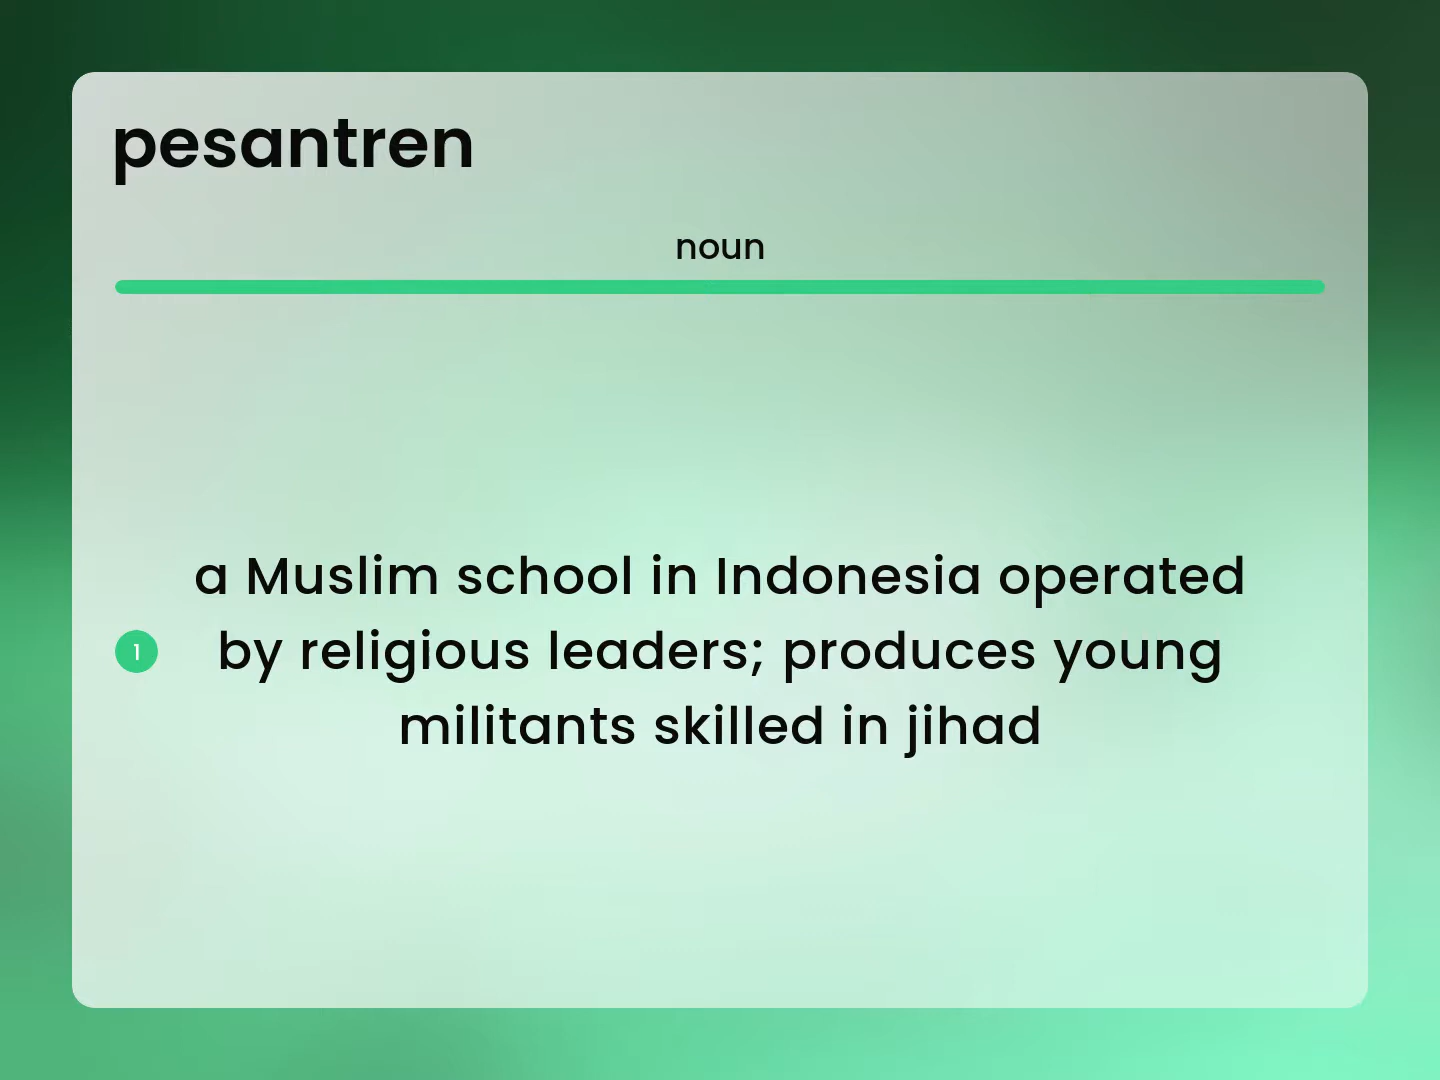 pesantren
noun
a Muslim school in Indonesia operated
1 by religious leaders; produces young
militants skilled in jihad